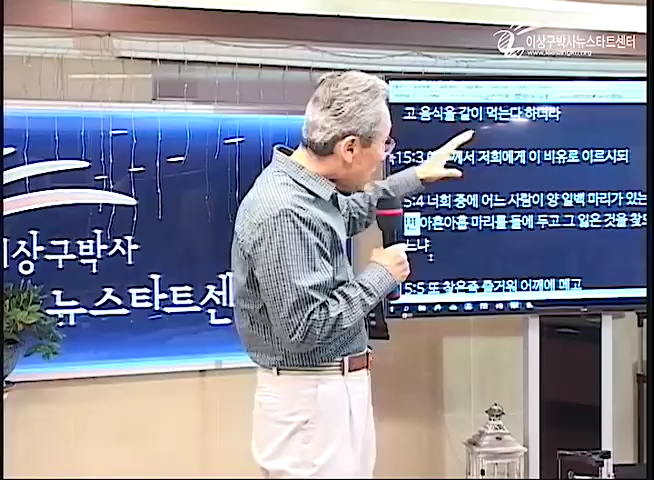 이상구박사뉴스타트센터
고 음식을 같이 먹는다 하더라
15:3 서 저희에게 이 비유로 이르시되
5:4 너희 중에 어느 사람이 양 일백 마리가 있는
면 아흔아홉 마리를 들에 두고 그 잃은 것을 찾
느냐
15:5 또 찾은즉 즐거워 어깨에 메고
이상구박사
뉴스타트센